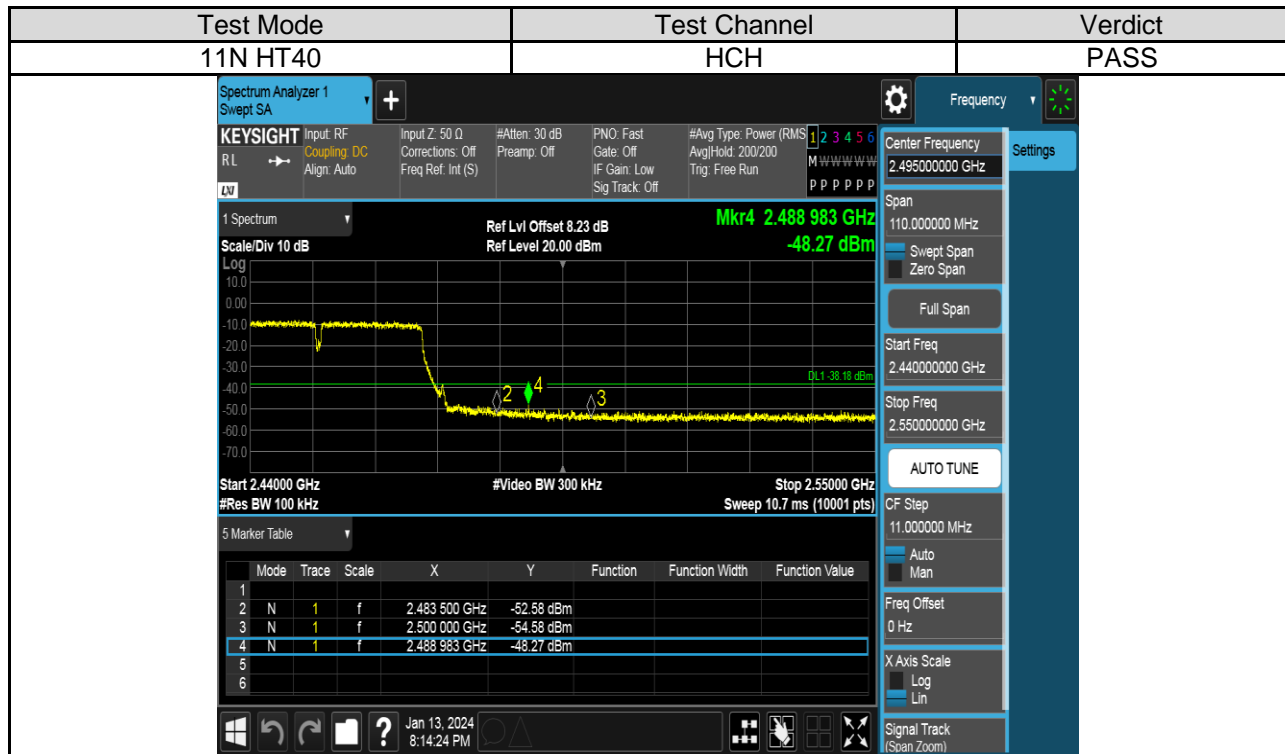 Test Mode Test Channel Verdict
11N HT40 HCH PASS
Spectrum Analyzer 1
Swept SA
Frequency
KEYSIGHT Input: RF Input Z: 50 Ω #Atten: 30 dB PNO: Fast #Avg Type: Power (RMS 1 2 3 4 5 6
RL Coupling: DC Corrections: Off Preamp: Off Gate: Off Avg|Hold: 200/200 M W W W W W
Align: Auto Freq Ref: Int (S) IF Gain: Low Trig: Free Run
LXI Sig Track: Off P P P P P P
1 Spectrum Ref Lvl Offset 8.23 dB Mkr4 2.488 983 GHz
Scale/Div 10 dB Ref Level 20.00 dBm -48.27 dBm
Log
10.0
0.00
-10.0
-20.0
-30.0
DL1 -38.18 dBm
-40.0
2 4 3
-50.0
-60.0
-70.0
Start 2.44000 GHz #Video BW 300 kHz Stop 2.55000 GHz
#Res BW 100 kHz Sweep 10.7 ms (10001 pts)
5 Marker Table
Mode Trace Scale X Y Function Function Width Function Value
1
2 N 1 f 2.483 500 GHz -52.58 dBm
3 N 1 f 2.500 000 GHz -54.58 dBm
4 N 1 f 2.488 983 GHz -48.27 dBm
5
6
? Jan 13, 2024
8:14:24 PM
Center Frequency
2.495000000 GHz
Settings
Span
110.000000 MHz
Swept Span
Zero Span
Full Span
Start Freq
2.440000000 GHz
Stop Freq
2.550000000 GHz
AUTO TUNE
CF Step
11.000000 MHz
Auto
Man
Freq Offset
0 Hz
X Axis Scale
Log
Lin
Signal Track
(Span Zoom)